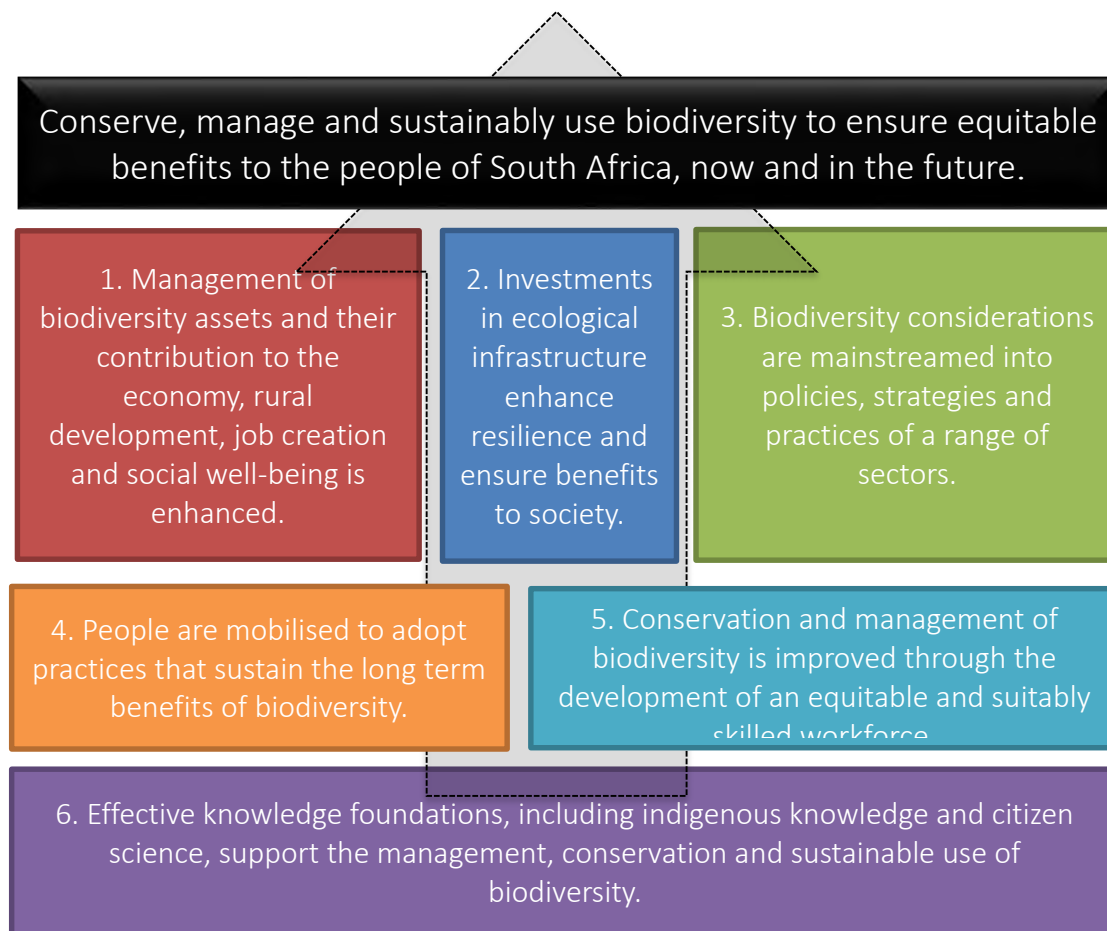 Conserve, manage and sustainably use biodiversity to ensure equitable
benefits to the people of South Africa, now and in the future.
1. Management of
biodiversity assets and their
contribution to the
economy, rural
development, job creation
and social well-being is
enhanced.
2. Investments
in ecological
infrastructure
enhance
resilience and
ensure benefits
to society.
3. Biodiversity considerations
are mainstreamed into
policies, strategies and
practices of a range of
sectors.
4. People are mobilised to adopt
practices that sustain the long term
benefits of biodiversity.
5. Conservation and management of
biodiversity is improved through the
development of an equitable and suitably
skilled workforce
6. Effective knowledge foundations, including indigenous knowledge and citizen
science, support the management, conservation and sustainable use of
biodiversity.